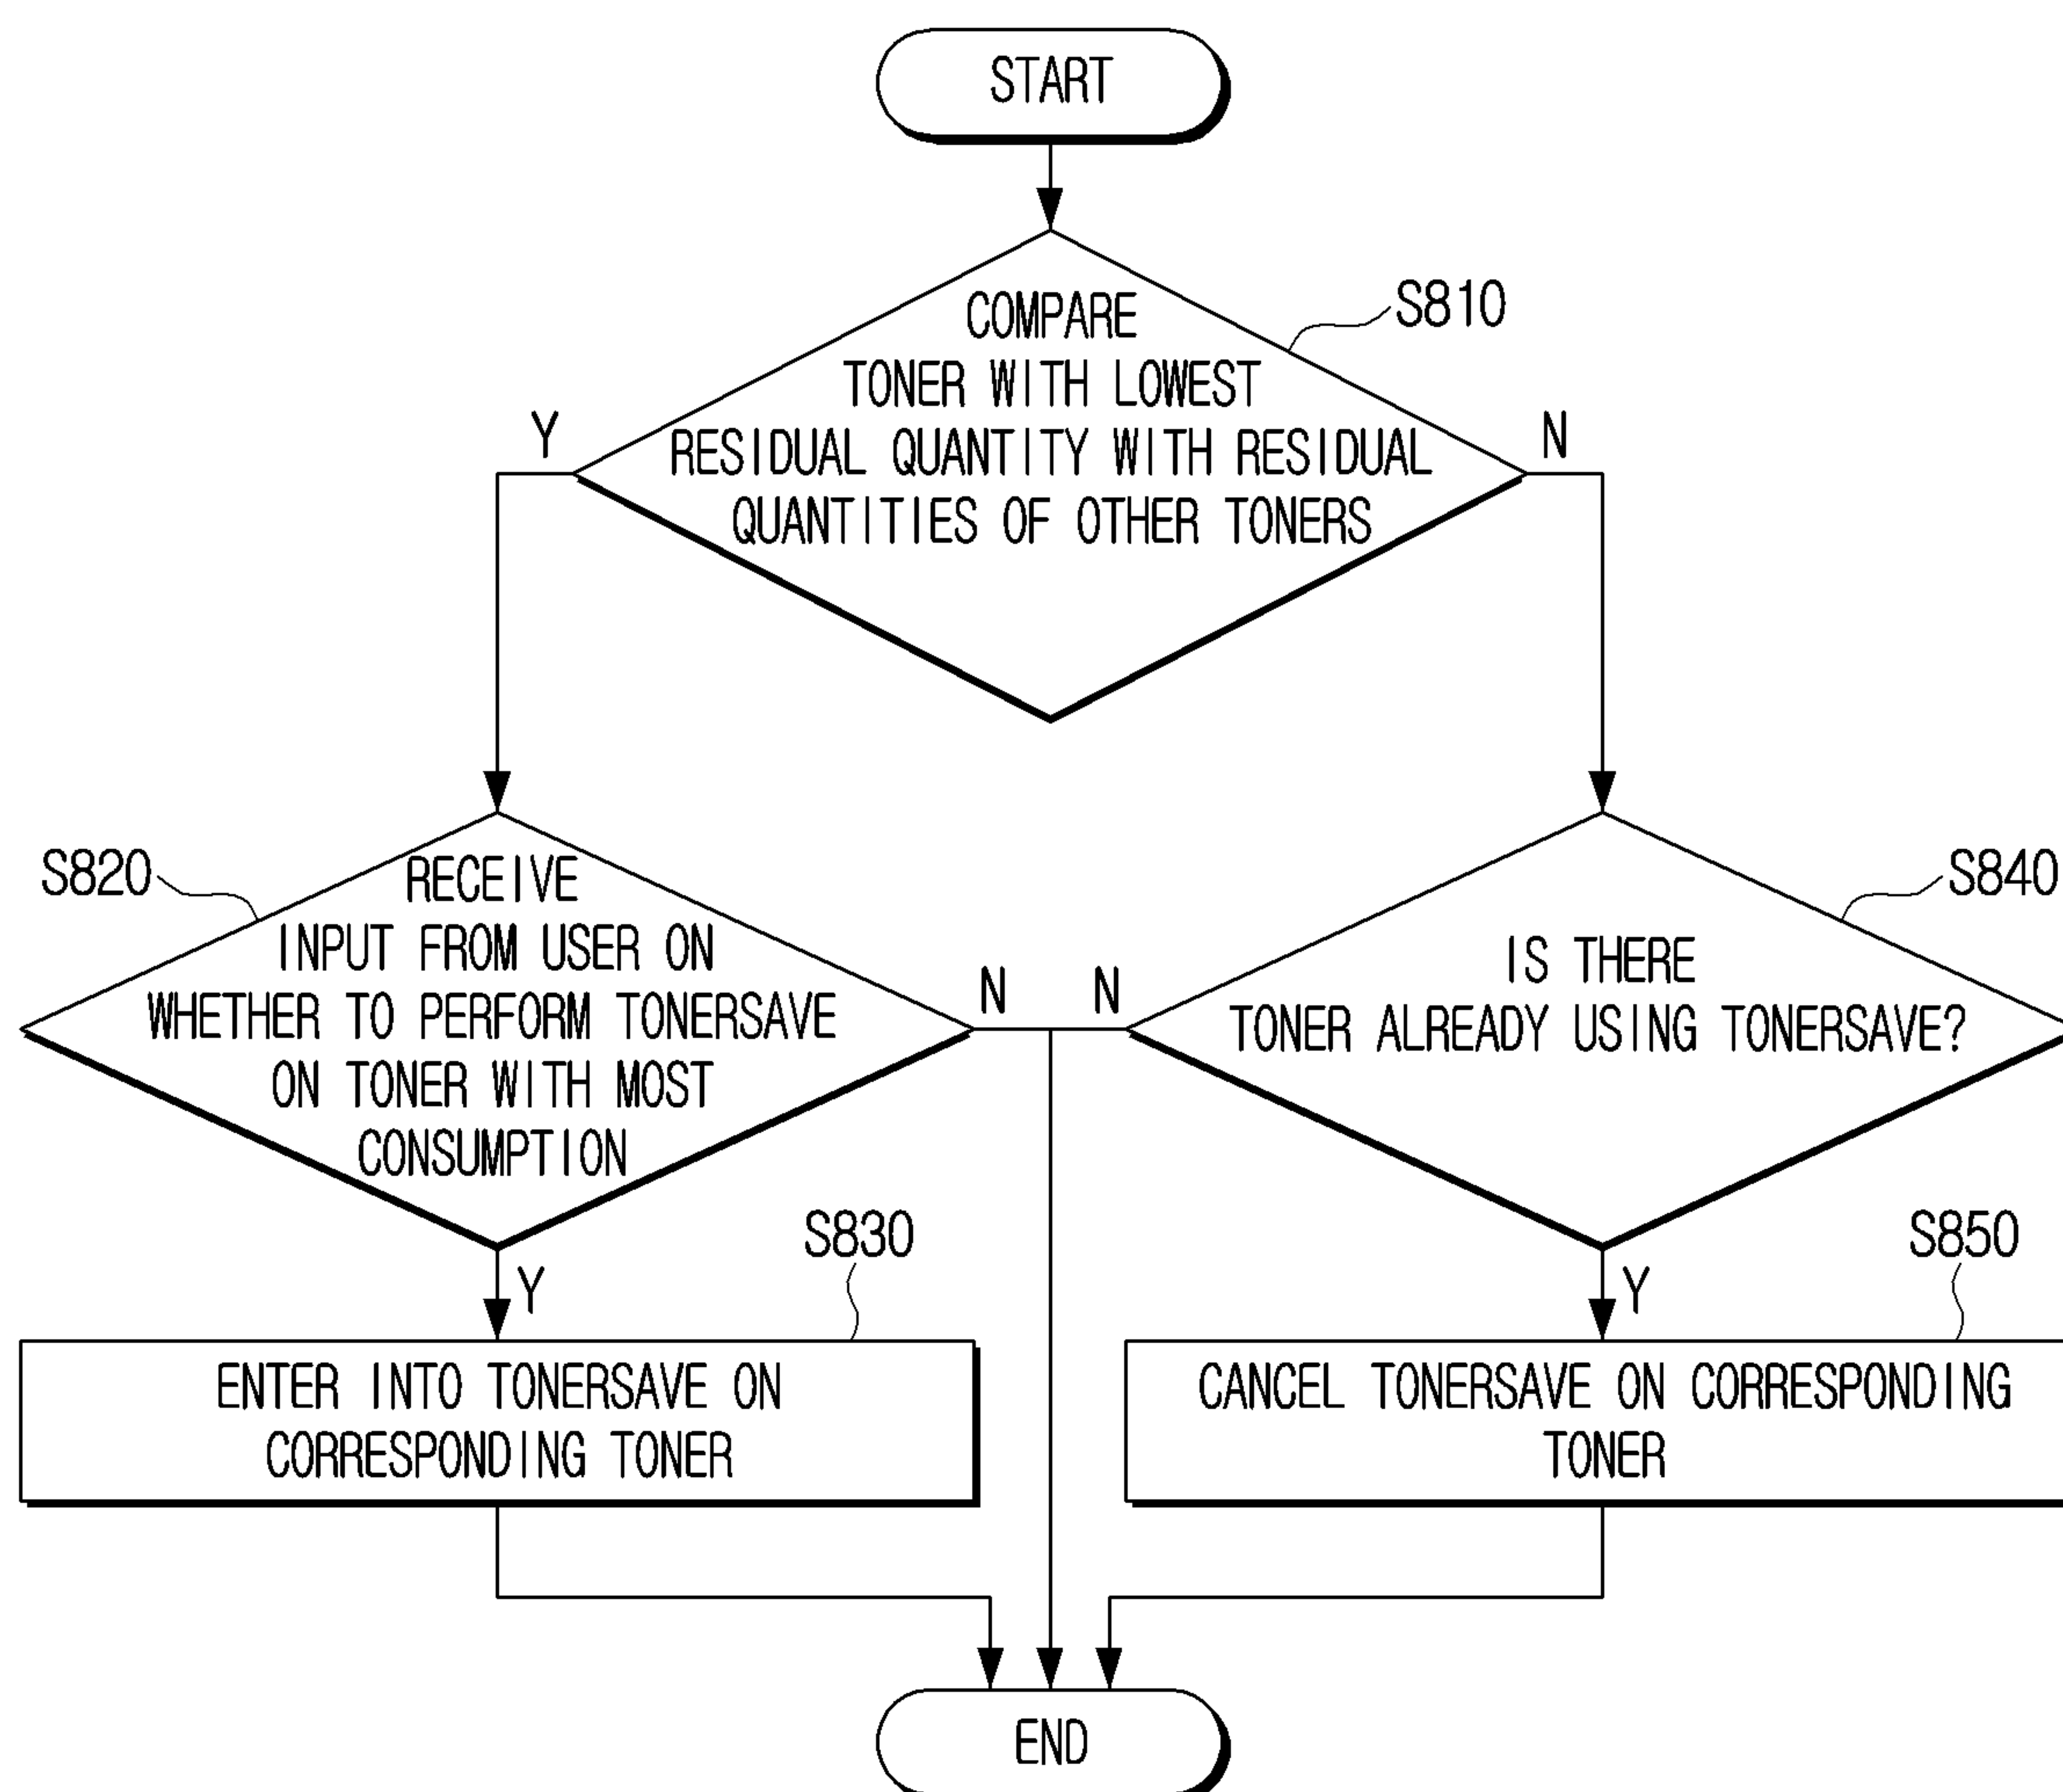 START
COMPARE
TONER WITH LOWEST
RESIDUAL QUANTITY WITH RESIDUAL
QUANTITIES OF OTHER TONERS
S810
Y
N
S820
RECEIVE
INPUT FROM USER ON
WHETHER TO PERFORM TONERSAVE
ON TONER WITH MOST
CONSUMPTION
N
N
S840
IS THERE
TONER ALREADY USING TONERSAVE?
Y
S830
Y
S850
ENTER INTO TONERSAVE ON
CORRESPONDING TONER
CANCEL TONERSAVE ON CORRESPONDING
TONER
END